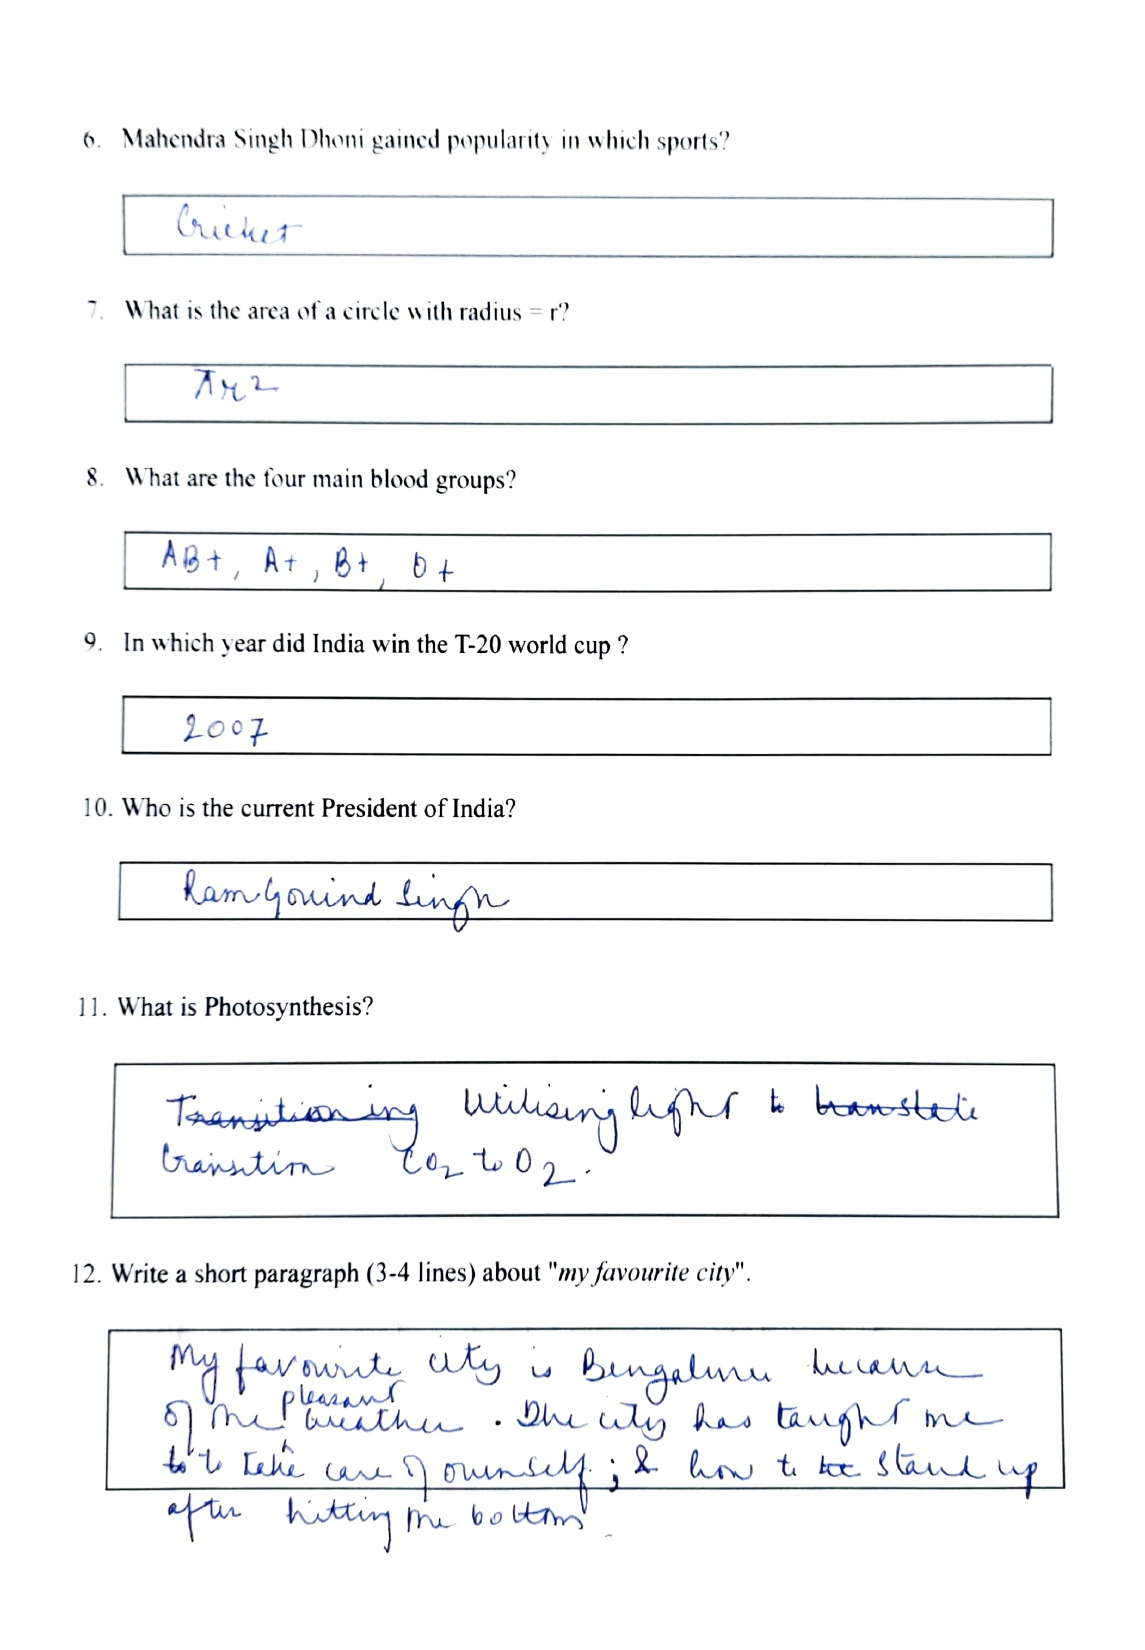 6. Mahendra Singh Dhoni gained popularity in which sports?
Cricket
7. What is the area of a circle with radius = r?
πr2
8. What are the four main blood groups?
AB+, A+, B+, O+
9. In which year did India win the T-20 world cup ?
2007
10. Who is the current President of India?
Ram Govind Singh
11. What is Photosynthesis?
Transitioning Utilising light to translate
transition CO2 to O2.
12. Write a short paragraph (3-4 lines) about "my favourite city".
My favourite city is Bengaluru because
pleasant
of the weather. The city has taught me
to to take care of ourself; & how to be stand up
after hitting the bottom.